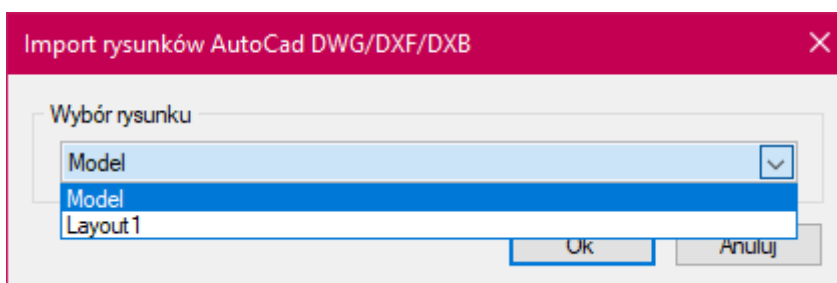 Import rysunków AutoCad DWG/DXF/DXB
Wybór rysunku
Model
Model
Layout1
Ok
Anuluj